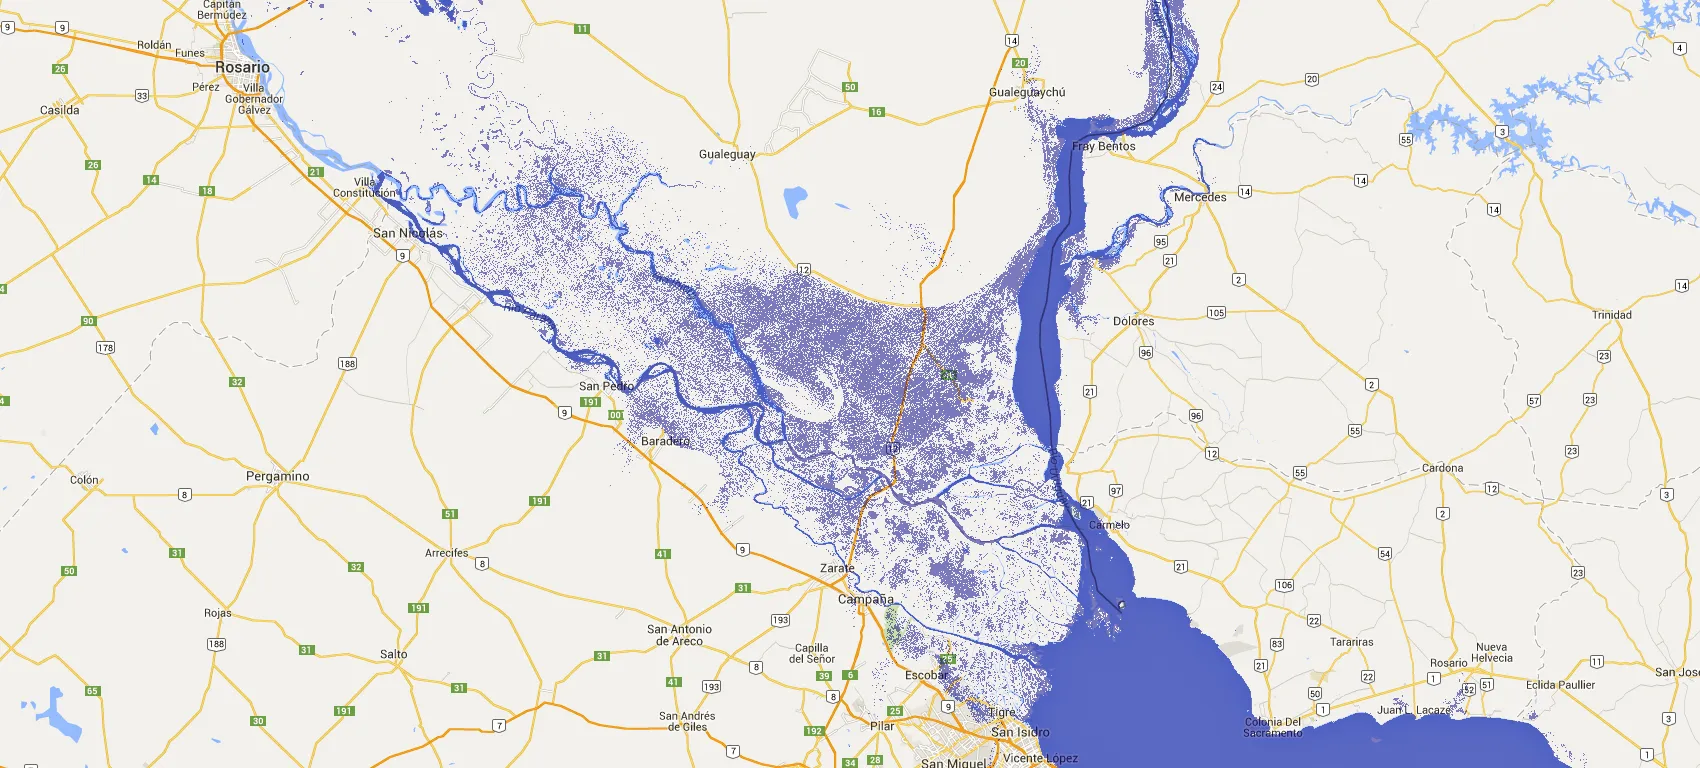 Capitán
Bermúdez
9
9
11
14
4
Roldán
Funes
Rosario
26
20
20
24
Pérez
Villa
Gobernador
Gálvez
33
50
Gualeguaychú
Casilda
16
3
55
Fray Bentos
Gualeguay
26
21
14
18
14
14
Villa
Constitución
Mercedes
14
San Nicolás
95
9
21
12
2
14
90
105
Dolores
Trinidad
178
96
23
188
32
2
San Pedro
21
57
23
191
9
96
Baradero
55
12
23
Cardona
Pergamino
55
Colón
8
97
12
3
191
21
2
51
Carmelo
Arrecifes
8
41
9
54
31
50
32
Zarate
21
23
31
106
Campana
191
Rojas
193
22
San Antonio
de Areco
188
83
Tarariras
Capilla
del Señor
Nueva
Helvecia
31
Salto
31
25
8
21
Rosario
11
39
6
Escobar
22
1
San José
41
193
52
51
Eclida Paullier
65
31
8
50
191
25
9
Tigre
1
Juan L. Lacaze
30
7
San Andrés
de Giles
Pilar
Colonia Del
Sacramento
3
192
San Isidro
7
Vicente López
1
34
28
San Miguel